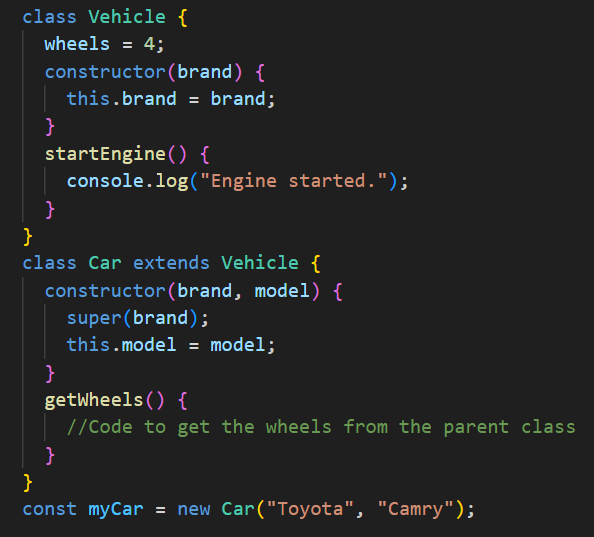 class Vehicle {
  wheels = 4;
  constructor(brand) {
    this.brand = brand;
  }
  startEngine() {
    console.log("Engine started.");
  }
}
class Car extends Vehicle {
  constructor(brand, model) {
    super(brand);
    this.model = model;
  }
  getWheels() {
    //Code to get the wheels from the parent class
  }
}
const myCar = new Car("Toyota", "Camry");